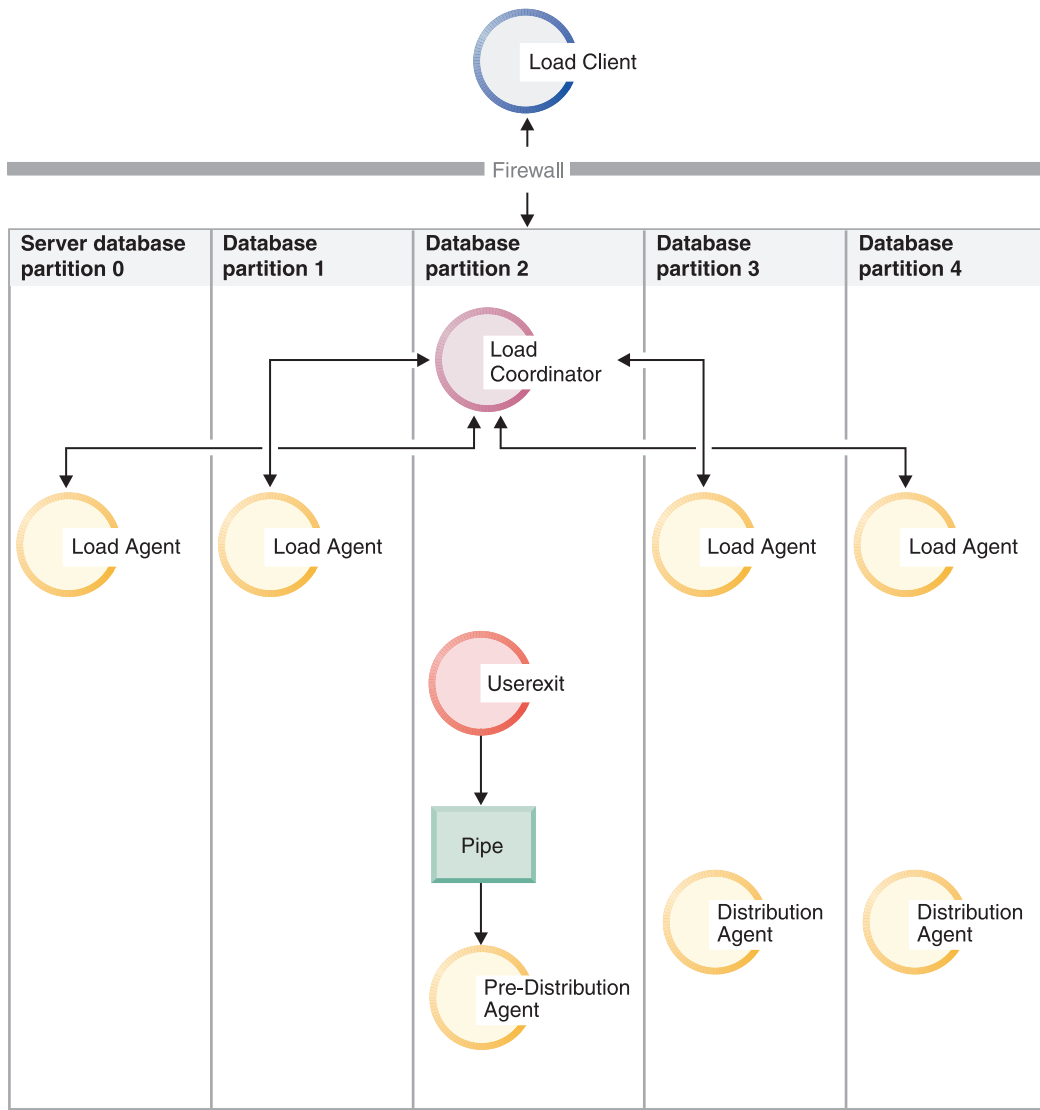 Load Client
Firewall
Server database
partition 0
Database
partition 1
Database
partition 2
Database
partition 3
Database
partition 4
Load
Coordinator
Load Agent
Load Agent
Load Agent
Load Agent
Userexit
Pipe
Distribution
Agent
Distribution
Agent
Pre-Distribution
Agent